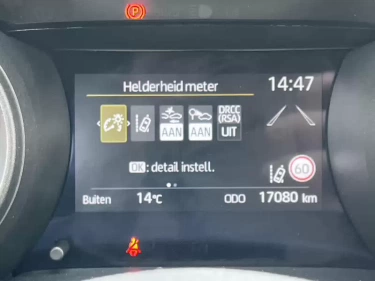 (P)
Helderheid meter 14:47
AAN AAN DRCC (RSA) UIT
OK : detail instell.
60
Buiten 14°C ODO 17080 km